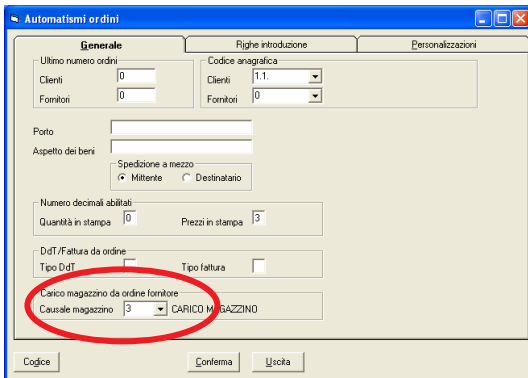 Automatismi ordini
Generale Righe introduzione Personalizzazioni
Ultimo numero ordini Codice anagrafica
Clienti 0 Clienti 1.1.
Fornitori 0 Fornitori 0
Porto
Aspetto dei beni
Spedizione a mezzo
Mittente Destinatario
Numero decimali abilitati
Quantità in stampa 0 Prezzi in stampa 3
DdT/Fattura da ordine
Tipo DdT Tipo fattura
Carico magazzino da ordine fornitore
Causale magazzino 3 CARICO MAGAZZINO
Codice Conferma Uscita